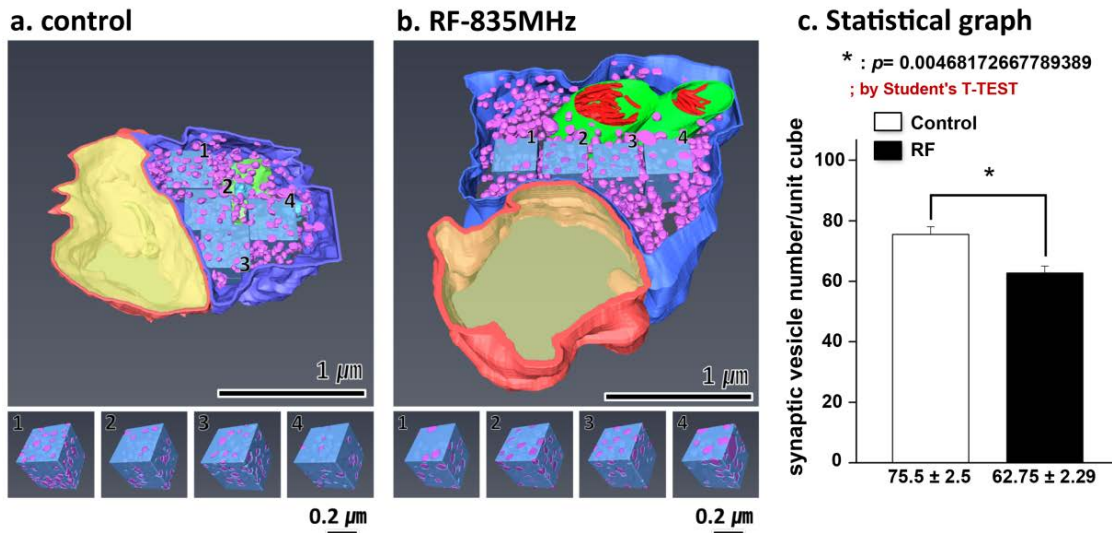 a. control
1
2
4
3
1 μm
1
2
3
4
0.2 μm
b. RF-835MHz
1
2
3
4
1 μm
1
2
3
4
c. Statistical graph
* : p= 0.00468172667789389
; by Student's T-TEST
Control
RF
synaptic vesicle number/unit cube
100
80
60
40
20
0
*
75.5 ± 2.5
62.75 ± 2.29
0.2 μm